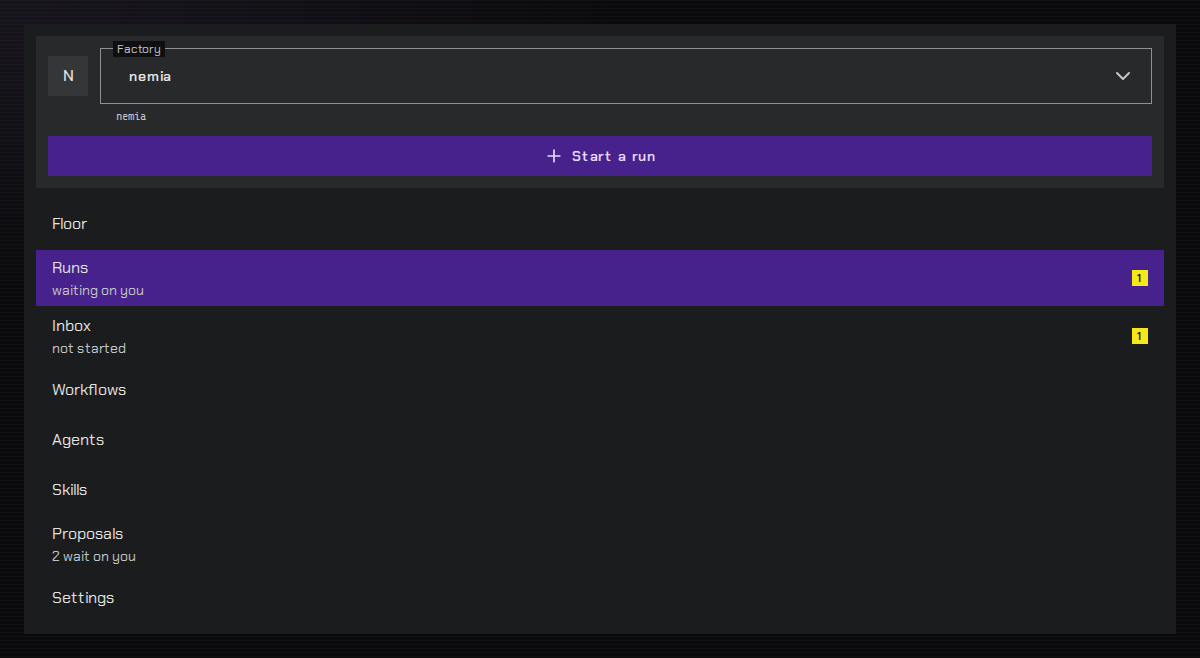 Factory
N
nemia
nemia
Start a run
Floor
Runs
waiting on you
1
Inbox
not started
1
Workflows
Agents
Skills
Proposals
2 wait on you
Settings